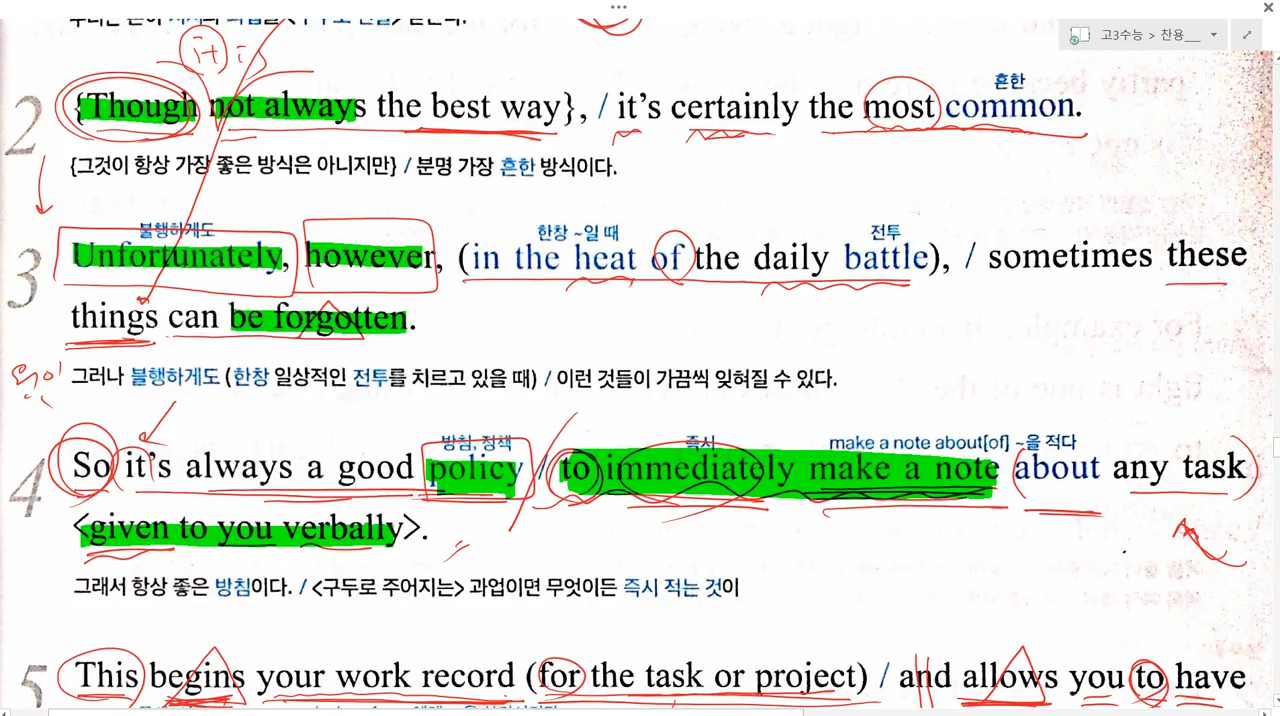 고3수능 > 찬용__
it is
흔한
2 {Though not always the best way}, / it's certainly the most common.
{그것이 항상 가장 좋은 방식은 아니지만} / 분명 가장 흔한 방식이다.
불행하게도 한창 ~일 때 전투
3 Unfortunately, however, (in the heat of the daily battle), / sometimes these
things can be forgotten.
그러나 불행하게도 (한창 일상적인 전투를 치르고 있을 때) / 이런 것들이 가끔씩 잊혀질 수 있다.
방침, 정책 즉시 make a note about[of] ~을 적다
4 So it's always a good policy / to immediately make a note about any task
<given to you verbally>.
그래서 항상 좋은 방침이다. / <구두로 주어지는> 과업이면 무엇이든 즉시 적는 것이
5 This begins your work record (for the task or project) / and allows you to have